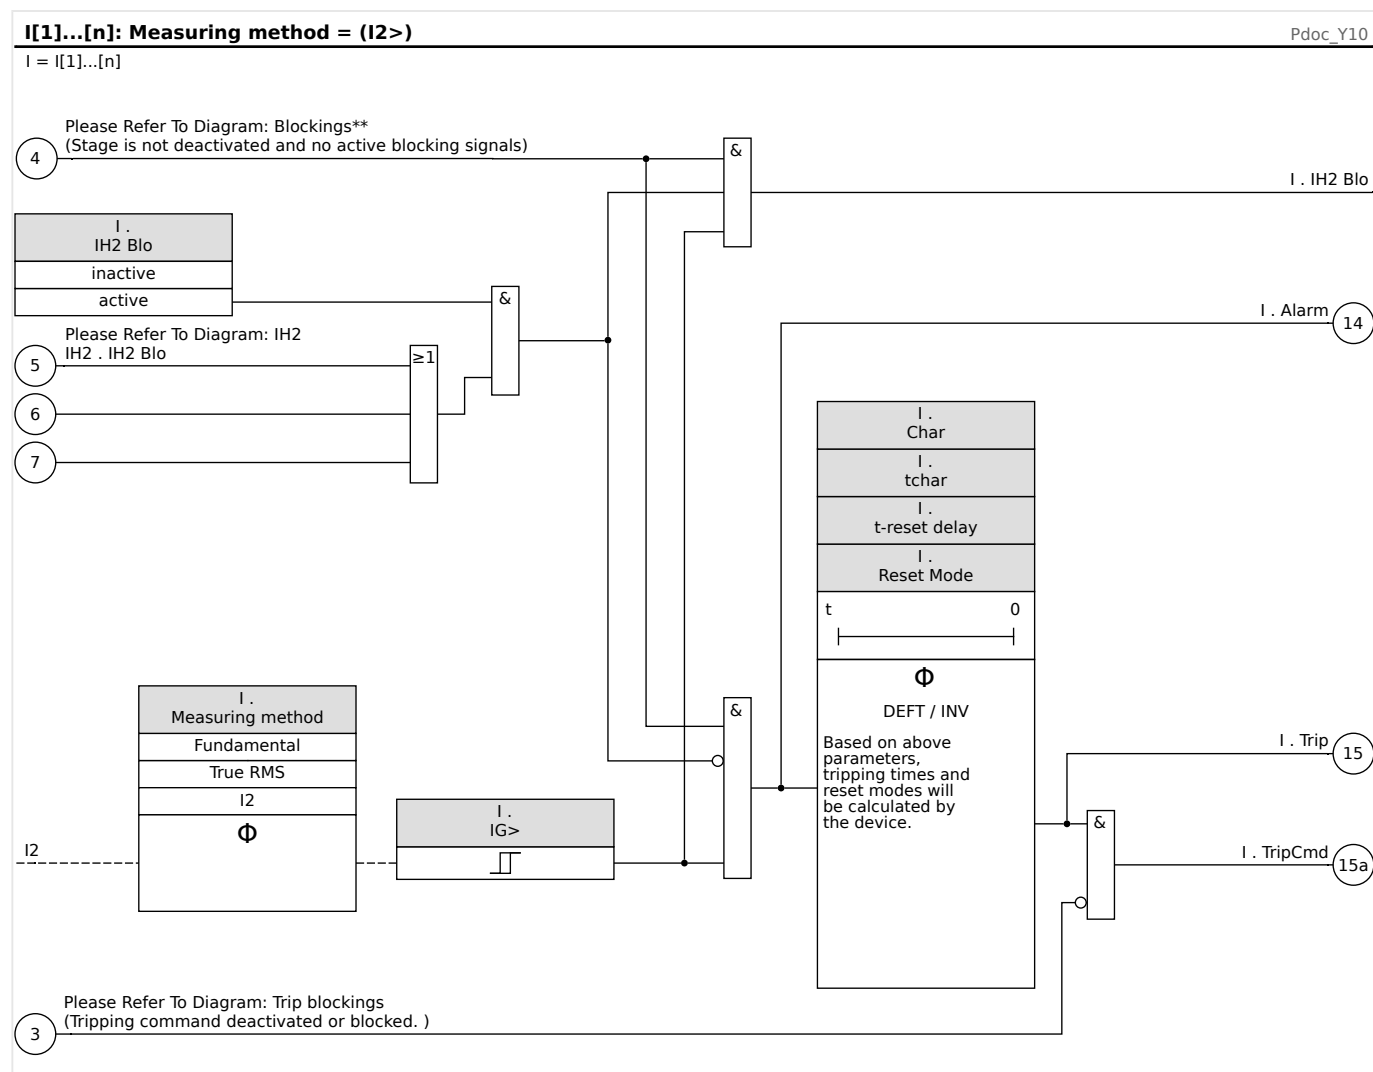 I[1]...[n]: Measuring method = (I2>)
Pdoc_Y10
I = I[1]...[n]
Please Refer To Diagram: Blockings**
(Stage is not deactivated and no active blocking signals)
4
&
I . IH2 Blo
I .
IH2 Blo
inactive
active
&
I . Alarm
14
Please Refer To Diagram: IH2
IH2 . IH2 Blo
5
≥1
6
7
I .
Char
I .
tchar
I .
t-reset delay
I .
Reset Mode
t 0
Φ
DEFT / INV
Based on above
parameters,
tripping times and
reset modes will
be calculated by
the device.
I .
Measuring method
Fundamental
True RMS
I2
Φ
&
I . Trip
15
I .
IG>
I2
&
I . TripCmd
15a
Please Refer To Diagram: Trip blockings
(Tripping command deactivated or blocked. )
3